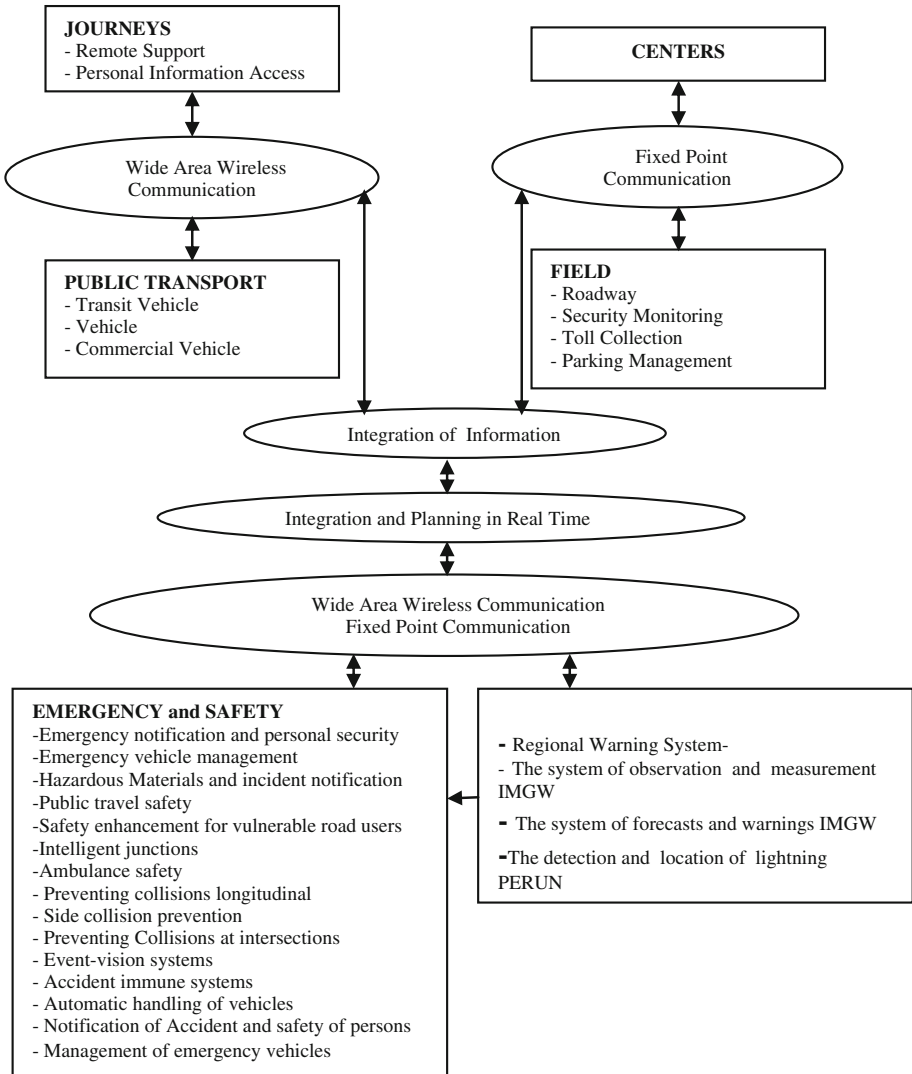 JOURNEYS
- Remote Support
- Personal Information Access
CENTERS
Wide Area Wireless
Communication
Fixed Point
Communication
PUBLIC TRANSPORT
- Transit Vehicle
- Vehicle
- Commercial Vehicle
FIELD
- Roadway
- Security Monitoring
- Toll Collection
- Parking Management
Integration of Information
Integration and Planning in Real Time
Wide Area Wireless Communication
Fixed Point Communication
EMERGENCY and SAFETY
-Emergency notification and personal security
-Emergency vehicle management
-Hazardous Materials and incident notification
-Public travel safety
-Safety enhancement for vulnerable road users
-Intelligent junctions
-Ambulance safety
- Preventing collisions longitudinal
- Side collision prevention
- Preventing Collisions at intersections
- Event-vision systems
- Accident immune systems
- Automatic handling of vehicles
- Notification of Accident and safety of persons
- Management of emergency vehicles
- Regional Warning System-
- The system of observation and measurement
IMGW
- The system of forecasts and warnings IMGW
-The detection and location of lightning
PERUN